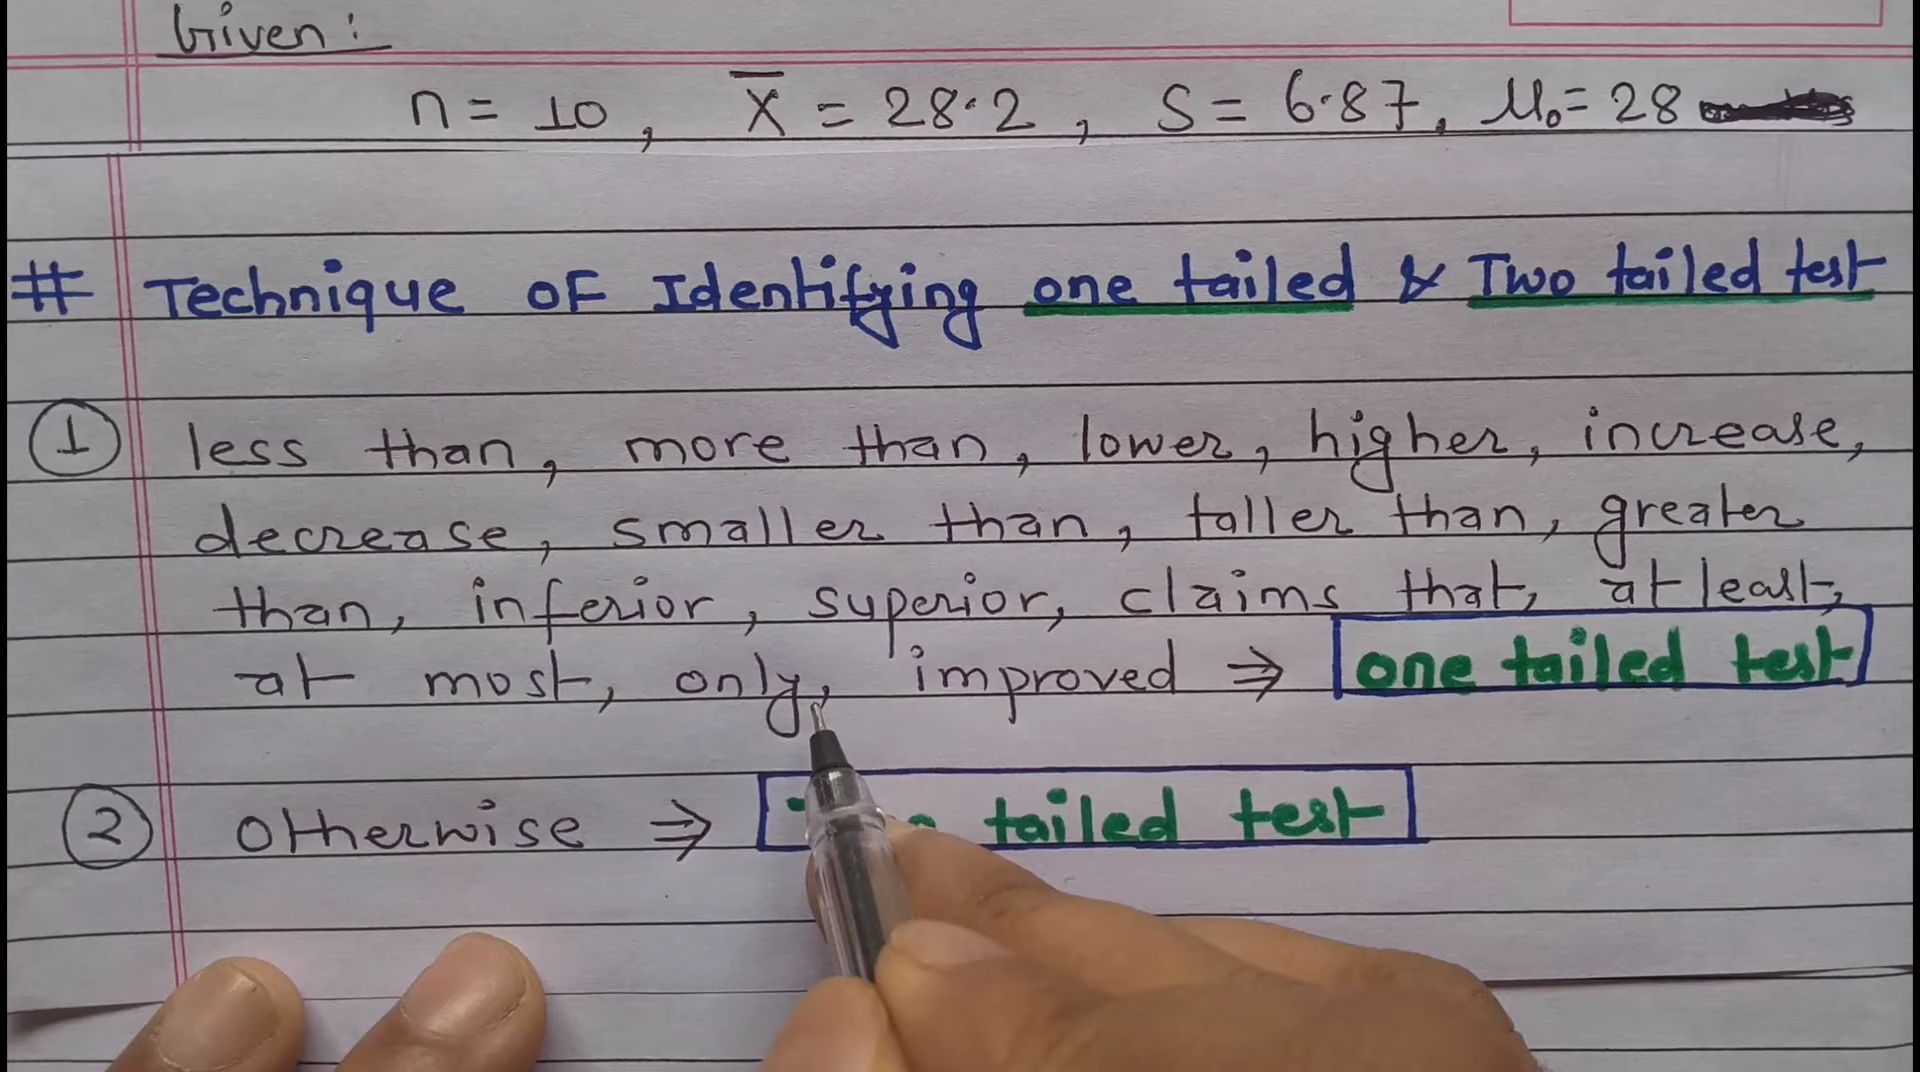 Given:
n = 10, X̄ = 28.2, S = 6.87, μ₀ = 28
# Technique of Identifying one tailed & Two tailed test
① less than, more than, lower, higher, increase,
decrease, smaller than, taller than, greater
than, inferior, superior, claims that, at least,
at most, only, improved ⇒ one tailed test
② Otherwise ⇒ tailed test